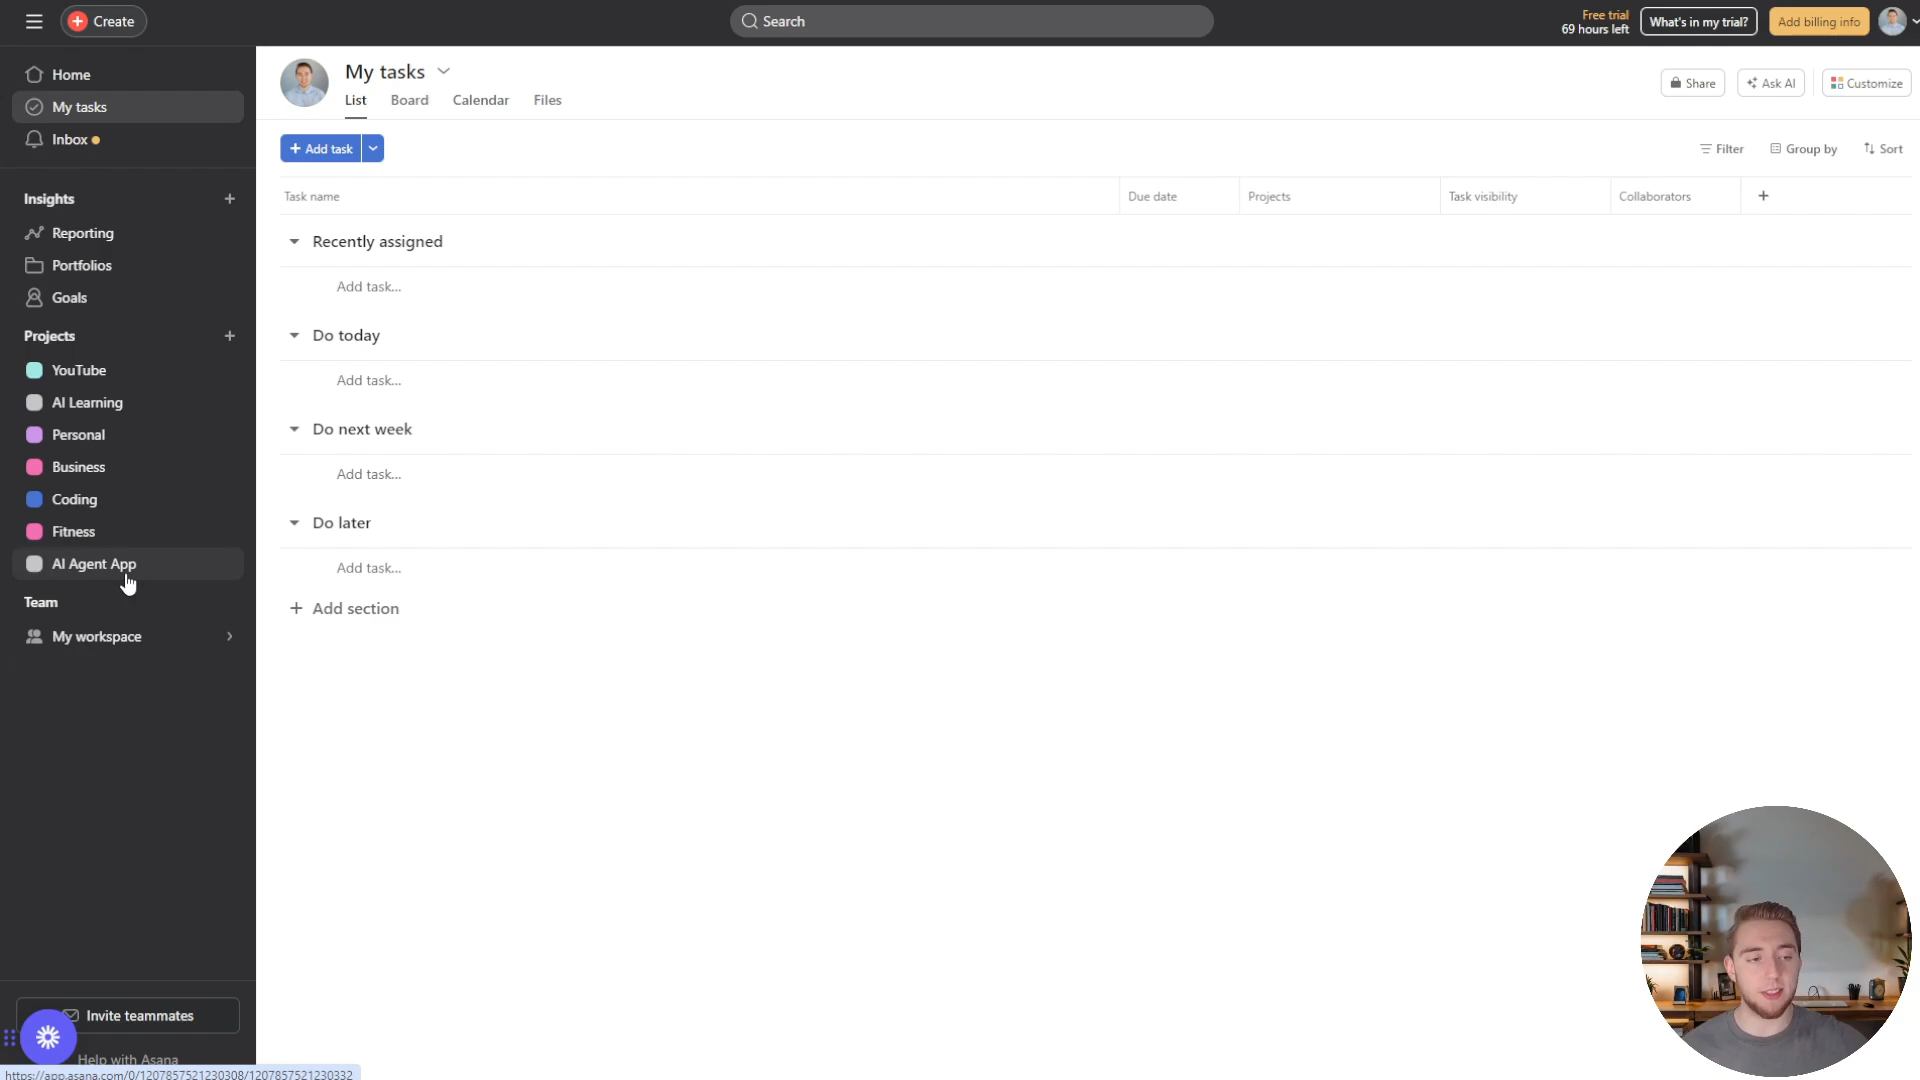 Create
Search
Free trial
69 hours left
What's in my trial?
Add billing info
Home
My tasks
Inbox
Insights
Reporting
Portfolios
Goals
Projects
YouTube
AI Learning
Personal
Business
Coding
Fitness
AI Agent App
Team
My workspace
Invite teammates
Help with Asana
https://app.asana.com/0/1207857521230308/1207857521230332
My tasks
List Board Calendar Files
Share Ask AI Customize
Add task
Filter Group by Sort
Task name Due date Projects Task visibility Collaborators
Recently assigned
Add task...
Do today
Add task...
Do next week
Add task...
Do later
Add task...
Add section